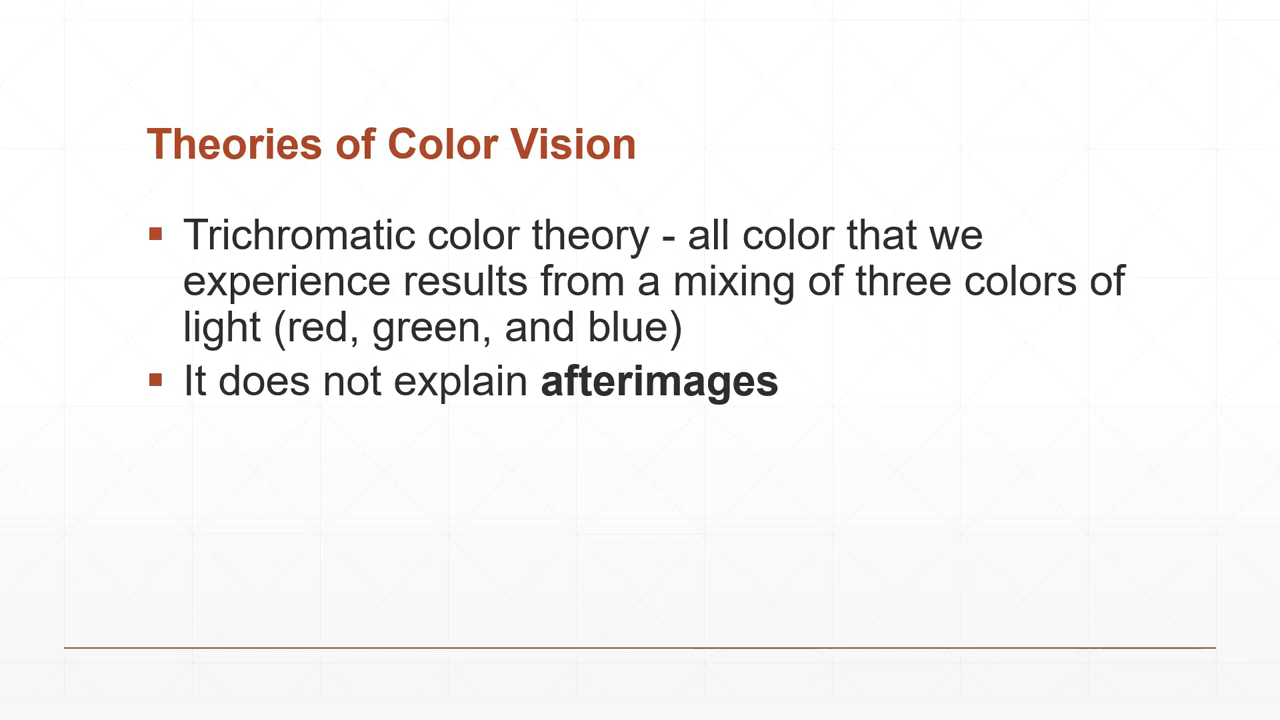 Theories of Color Vision
▪ Trichromatic color theory - all color that we
experience results from a mixing of three colors of
light (red, green, and blue)
▪ It does not explain afterimages